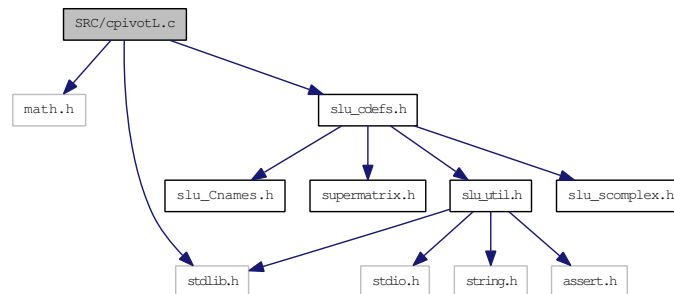 SRC/cpivotL.c
math.h
slu_cdefs.h
slu_Cnames.h
supermatrix.h
slu_util.h
slu_scomplex.h
stdlib.h
stdio.h
string.h
assert.h